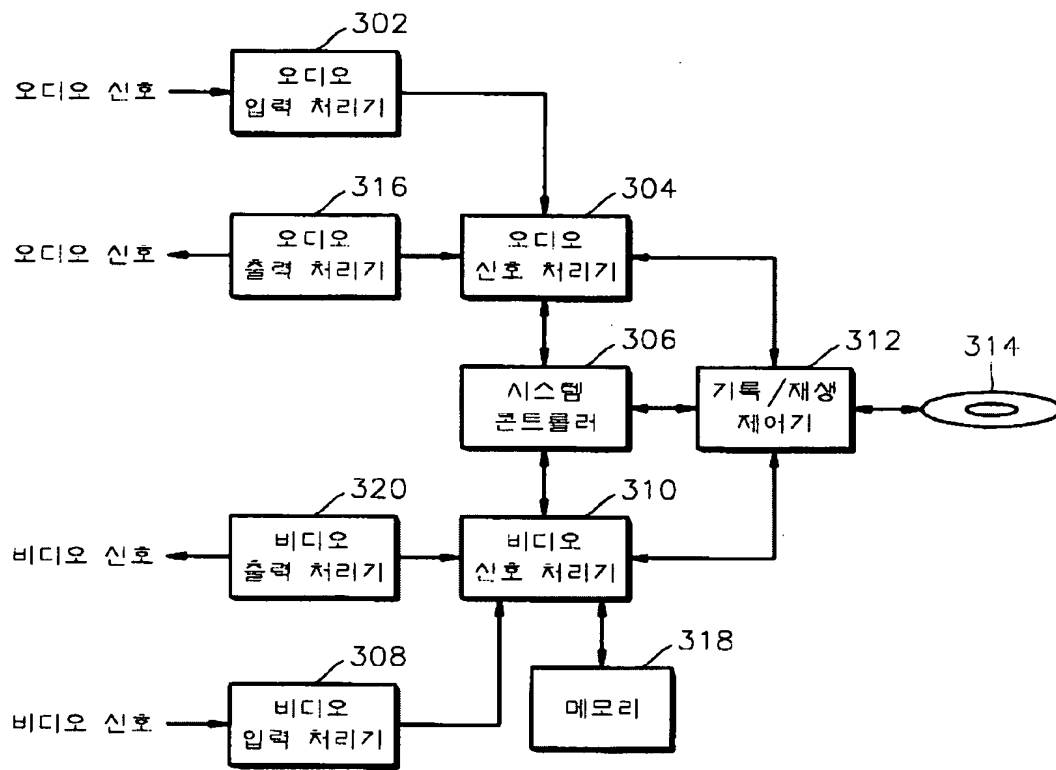 302
오디오 신호
오디오
입력 처리기
316
304
오디오 신호
오디오
출력 처리기
오디오
신호 처리기
306
312
314
시스템
콘트롤러
기록/재생
제어기
320
310
비디오 신호
비디오
출력 처리기
비디오
신호 처리기
308
318
비디오 신호
비디오
입력 처리기
메모리